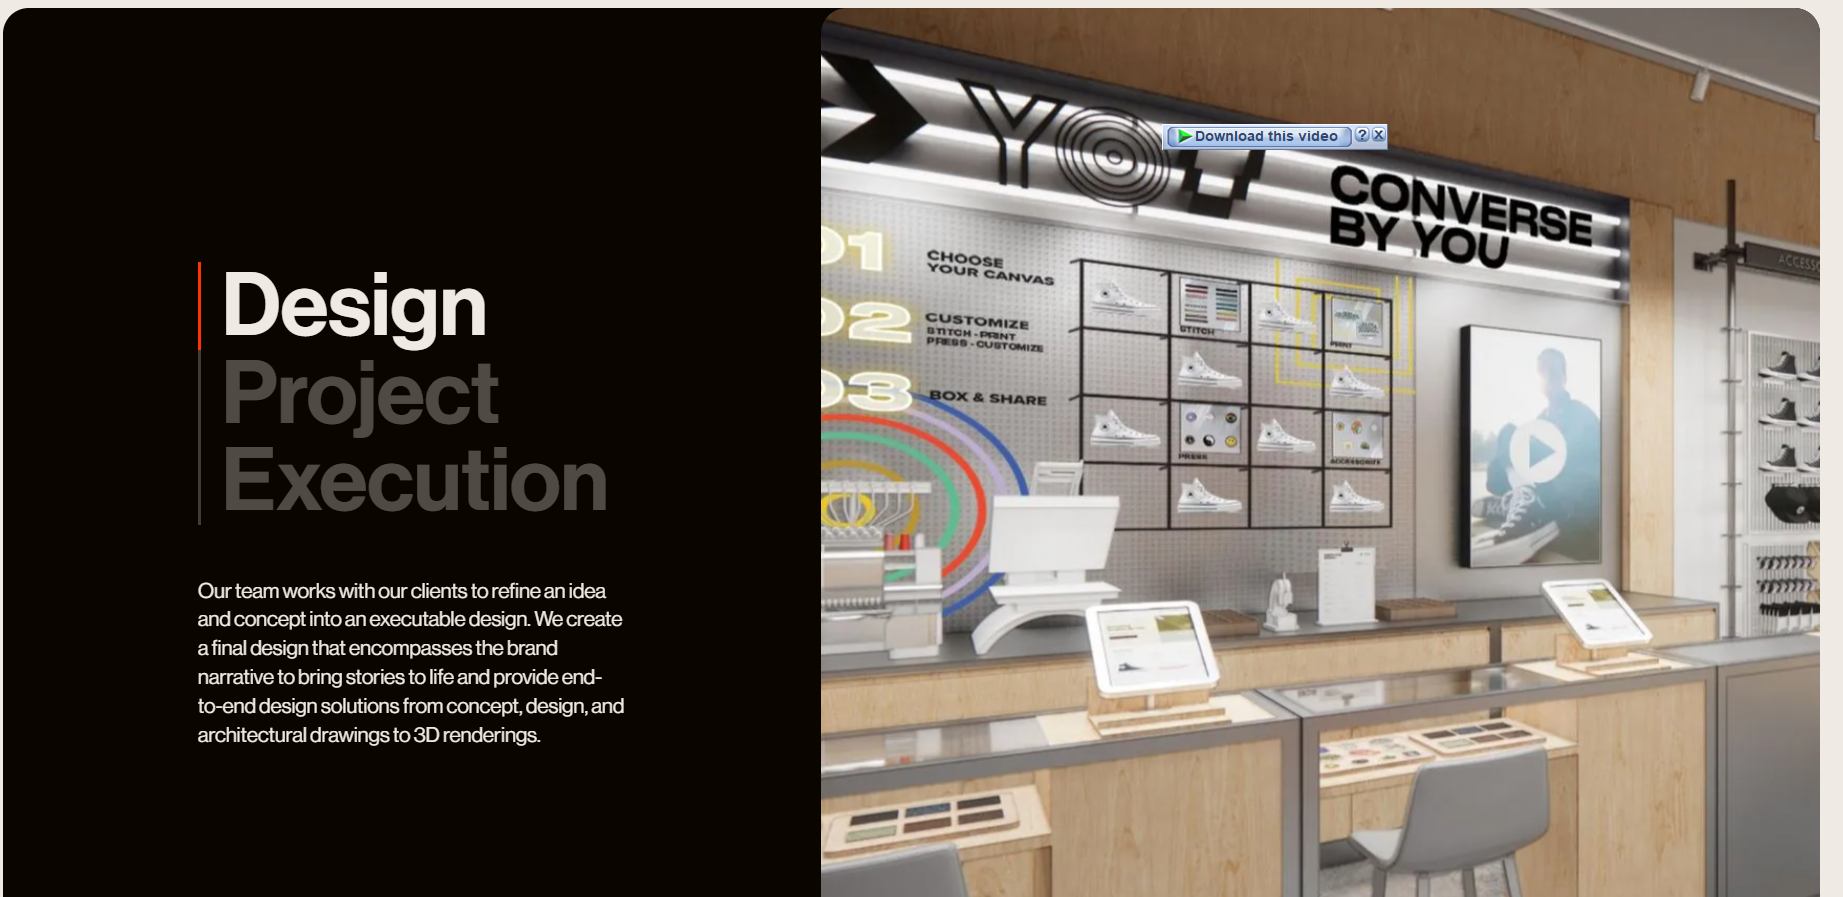 Design
Project
Execution
Our team works with our clients to refine an idea
and concept into an executable design. We create
a final design that encompasses the brand
narrative to bring stories to life and provide end-
to-end design solutions from concept, design, and
architectural drawings to 3D renderings.
YOU
Download this video ? X
CONVERSE
BY YOU
01
CHOOSE
YOUR CANVAS
02
CUSTOMIZE
STITCH - PRINT
PRESS - CUSTOMIZE
03
BOX & SHARE
STITCH
PRINT
PRESS
ACCESSORIZE